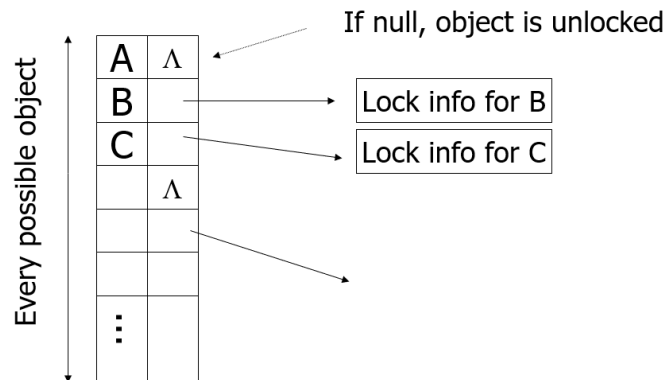 If null, object is unlocked
Every possible object
A Λ
B
Lock info for B
C
Lock info for C
Λ
⋮